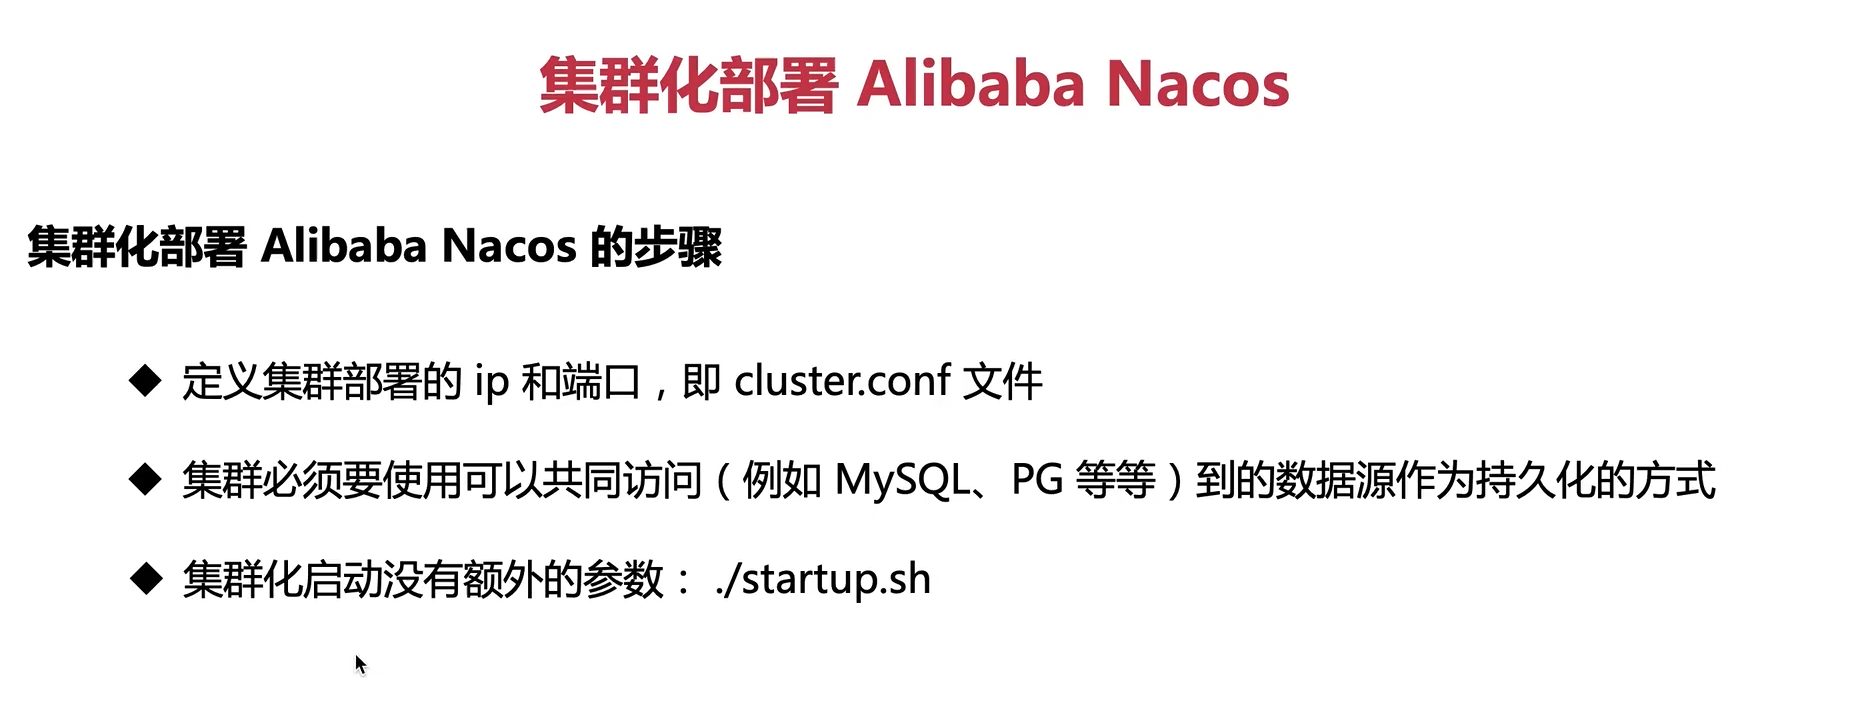 集群化部署 Alibaba Nacos
集群化部署 Alibaba Nacos 的步骤
◆ 定义集群部署的 ip 和端口，即 cluster.conf 文件
◆ 集群必须要使用可以共同访问（例如 MySQL、PG 等等）到的数据源作为持久化的方式
◆ 集群化启动没有额外的参数： ./startup.sh